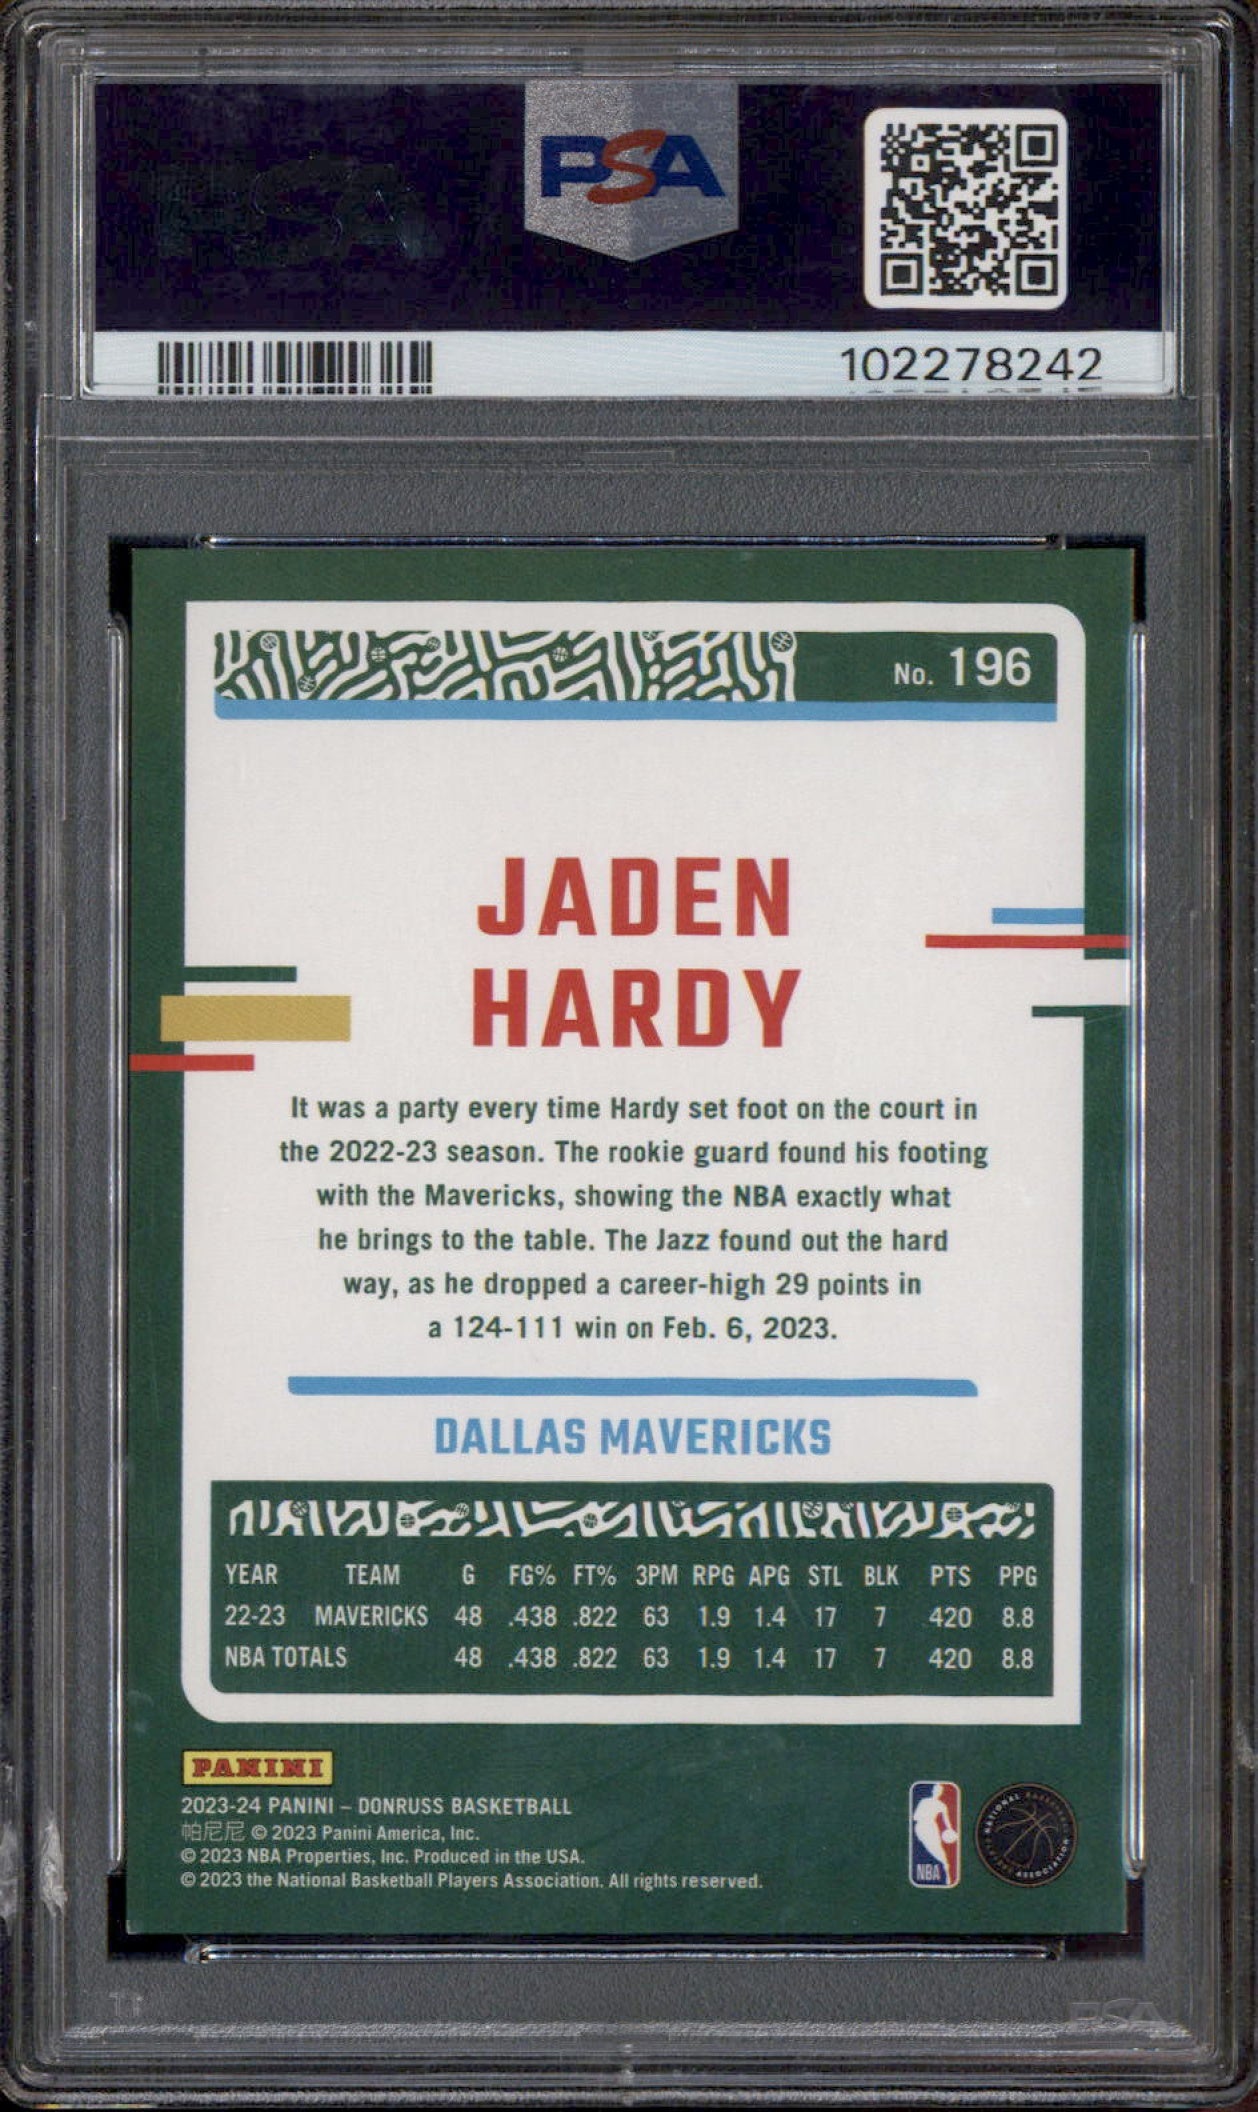 PSA
102278242
No. 196
JADEN
HARDY
It was a party every time Hardy set foot on the court in
the 2022-23 season. The rookie guard found his footing
with the Mavericks, showing the NBA exactly what
he brings to the table. The Jazz found out the hard
way, as he dropped a career-high 29 points in
a 124-111 win on Feb. 6, 2023.
DALLAS MAVERICKS
YEAR TEAM G FG% FT% 3PM RPG APG STL BLK PTS PPG
22-23 MAVERICKS 48 .438 .822 63 1.9 1.4 17 7 420 8.8
NBA TOTALS 48 .438 .822 63 1.9 1.4 17 7 420 8.8
PANINI
2023-24 PANINI – DONRUSS BASKETBALL
帕尼尼 © 2023 Panini America, Inc.
© 2023 NBA Properties, Inc. Produced in the USA.
© 2023 the National Basketball Players Association. All rights reserved.
NBA
NATIONAL BASKETBALL PLAYERS ASSOCIATION
PSA